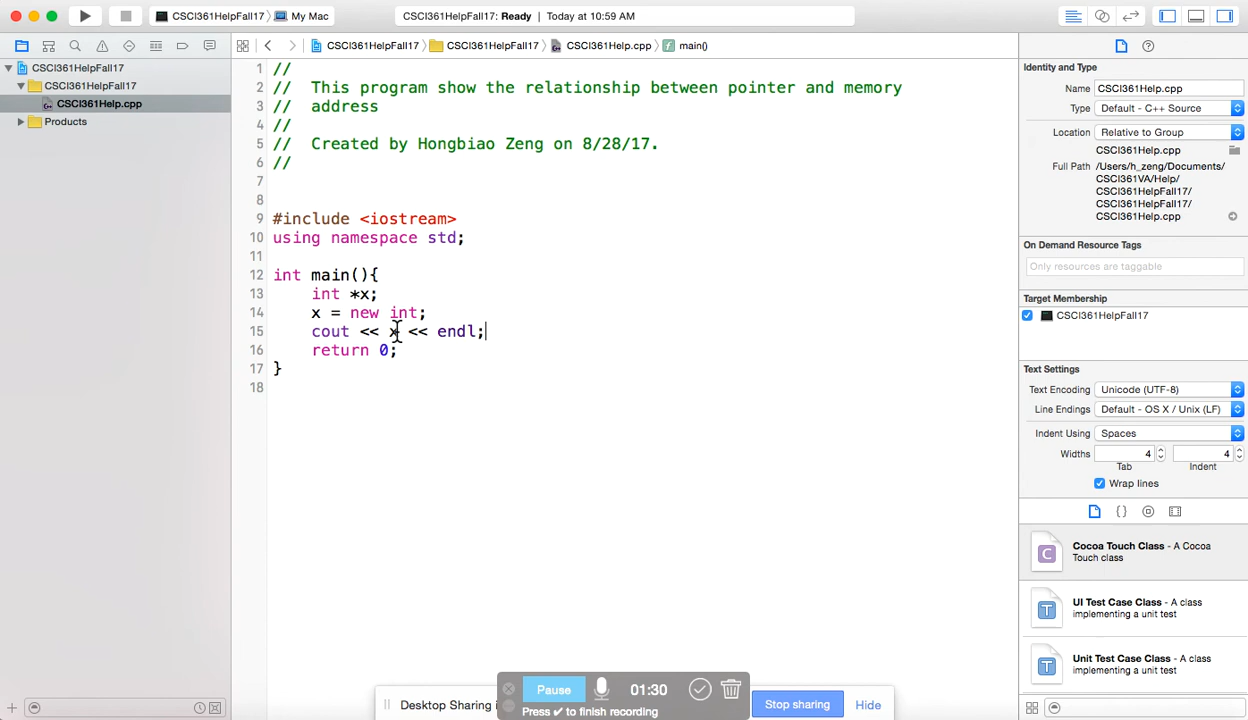 CSCI361HelpFall17 › My Mac
CSCI361HelpFall17: Ready | Today at 10:59 AM
CSCI361HelpFall17 › CSCI361HelpFall17 › CSCI361Help.cpp › main()
CSCI361HelpFall17
CSCI361HelpFall17
CSCI361Help.cpp
Products
1 //
2 // This program show the relationship between pointer and memory
3 // address
4 //
5 // Created by Hongbiao Zeng on 8/28/17.
6 //
7
8
9 #include <iostream>
10 using namespace std;
11
12 int main(){
13 int *x;
14 x = new int;
15 cout << x << endl;
16 return 0;
17 }
18
Identity and Type
Name CSCI361Help.cpp
Type Default - C++ Source
Location Relative to Group
CSCI361Help.cpp
Full Path /Users/h_zeng/Documents/
CSCI361VA/Help/
CSCI361HelpFall17/
CSCI361HelpFall17/
CSCI361Help.cpp
On Demand Resource Tags
Only resources are taggable
Target Membership
CSCI361HelpFall17
Text Settings
Text Encoding Unicode (UTF-8)
Line Endings Default - OS X / Unix (LF)
Indent Using Spaces
Widths 4 4
Tab Indent
Wrap lines
{ }
C Cocoa Touch Class - A Cocoa
Touch class
T UI Test Case Class - A class
implementing a unit test
T Unit Test Case Class - A class
implementing a unit test
Pause 01:30
Press ✔ to finish recording
Desktop Sharing
Stop sharing Hide